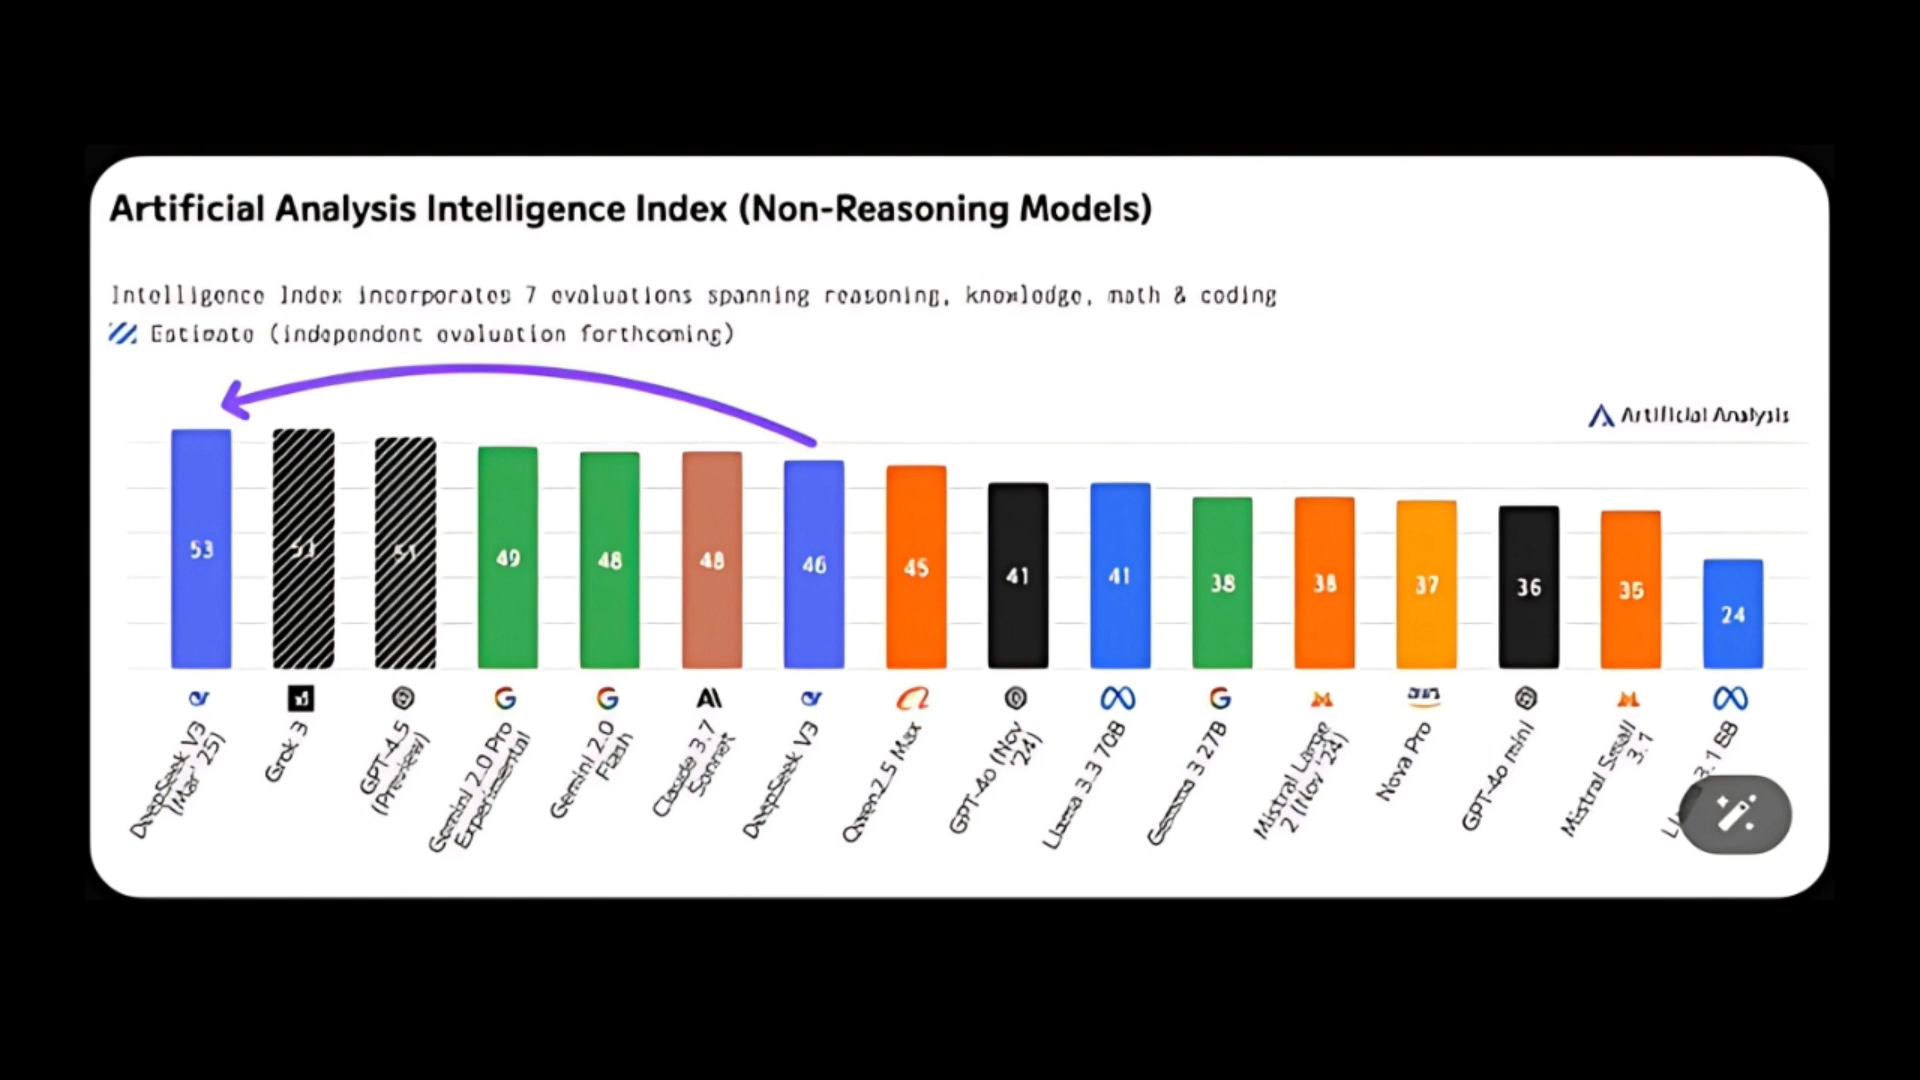 Artificial Analysis Intelligence Index (Non-Reasoning Models)
Intelligence Index incorporates 7 evaluations spanning reasoning, knowledge, math & coding
Estimate (independent evaluation forthcoming)
Artificial Analysis
53
51
49
48
48
46
45
41
41
38
38
37
36
35
24
DeepSeek V3
(Mar' 25)
Grok 3
GPT-4.5
(Preview)
Gemini 2.0 Pro
Experimental
Gemini 2.0
Flash
Claude 3.7
Sonnet
DeepSeek V3
Qwen2.5 Max
GPT-4o (Nov
'24)
Llama 3.3 70B
Gemma 3 27B
Mistral Large
2 (Nov '24)
aws
Nova Pro
GPT-4o mini
Mistral Small
3.1
3.1 8B